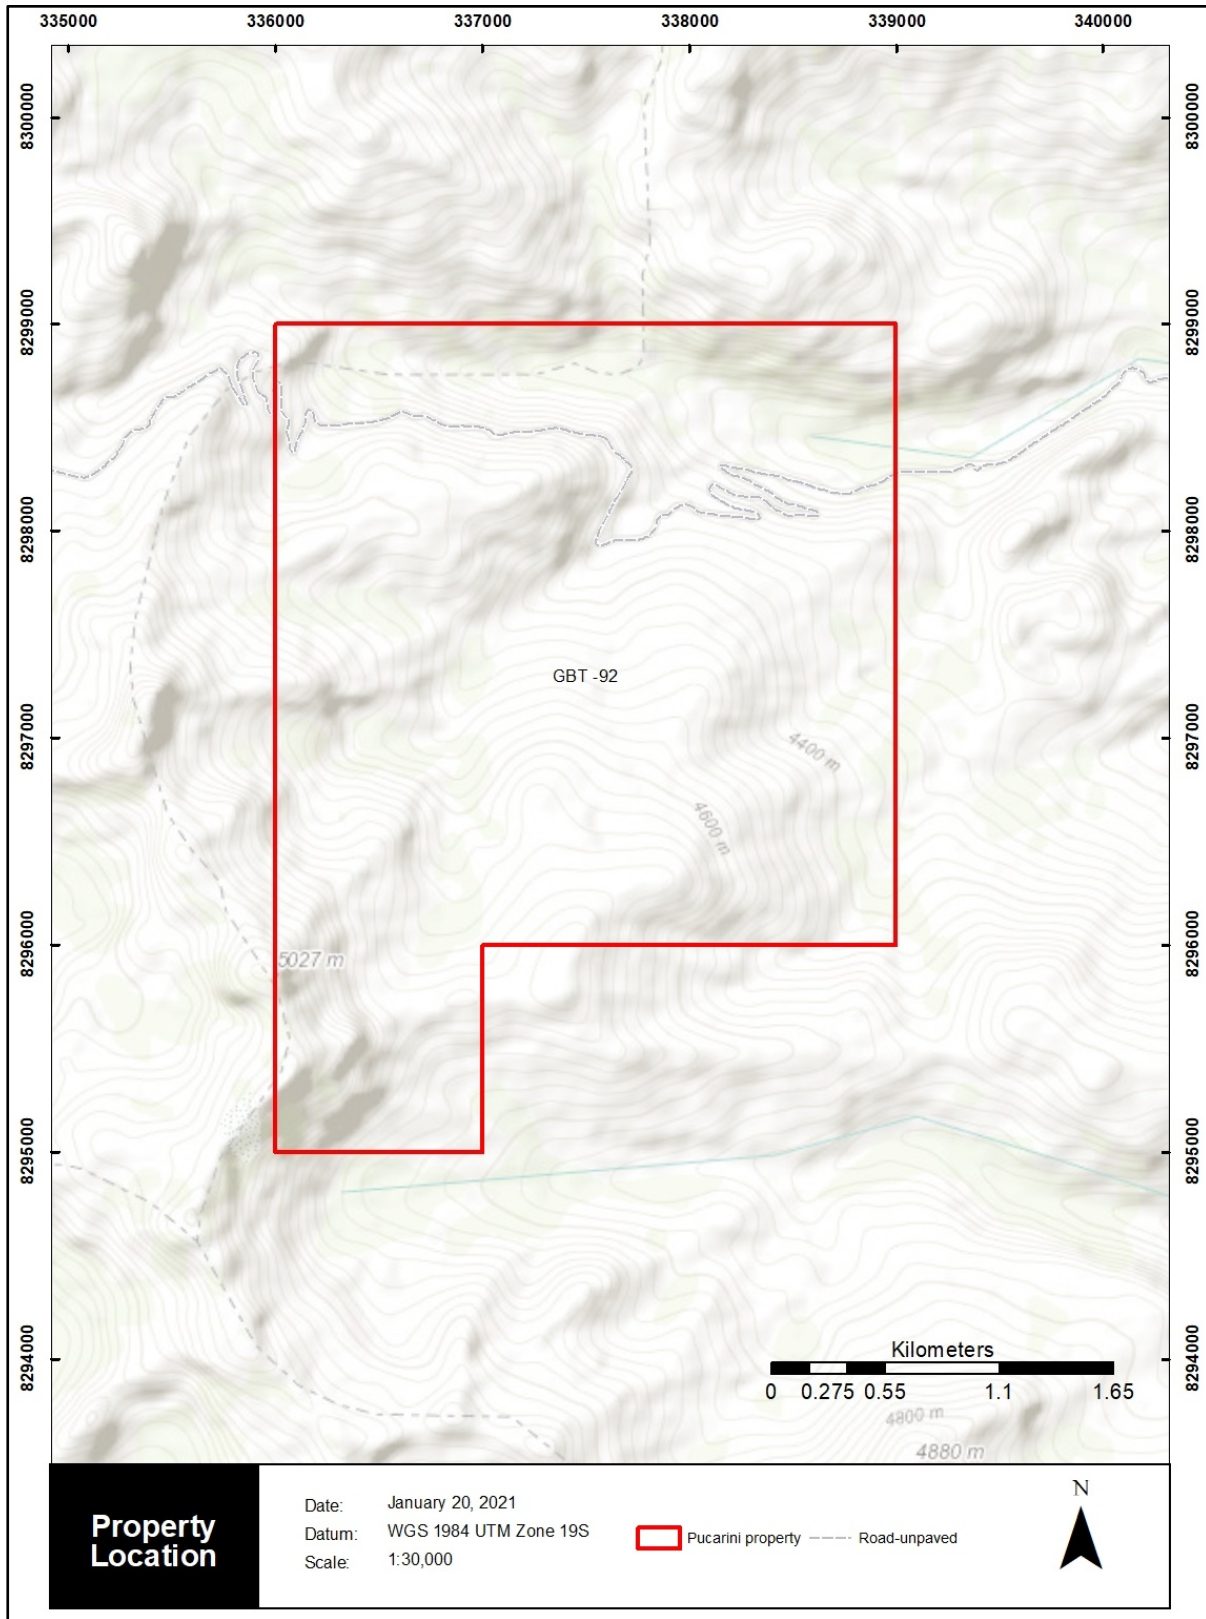 335000 336000 337000 338000 339000 340000
8300000 8300000
8299000 8299000
8298000 8298000
GBT -92
8297000 8297000
4400 m
4600 m
8296000 8296000
5027 m
8295000 8295000
8294000 8294000
Kilometers
0 0.275 0.55 1.1 1.65
4800 m
4880 m
Property
Location
Date: January 20, 2021
Datum: WGS 1984 UTM Zone 19S
Scale: 1:30,000
Pucarini property
Road-unpaved
N